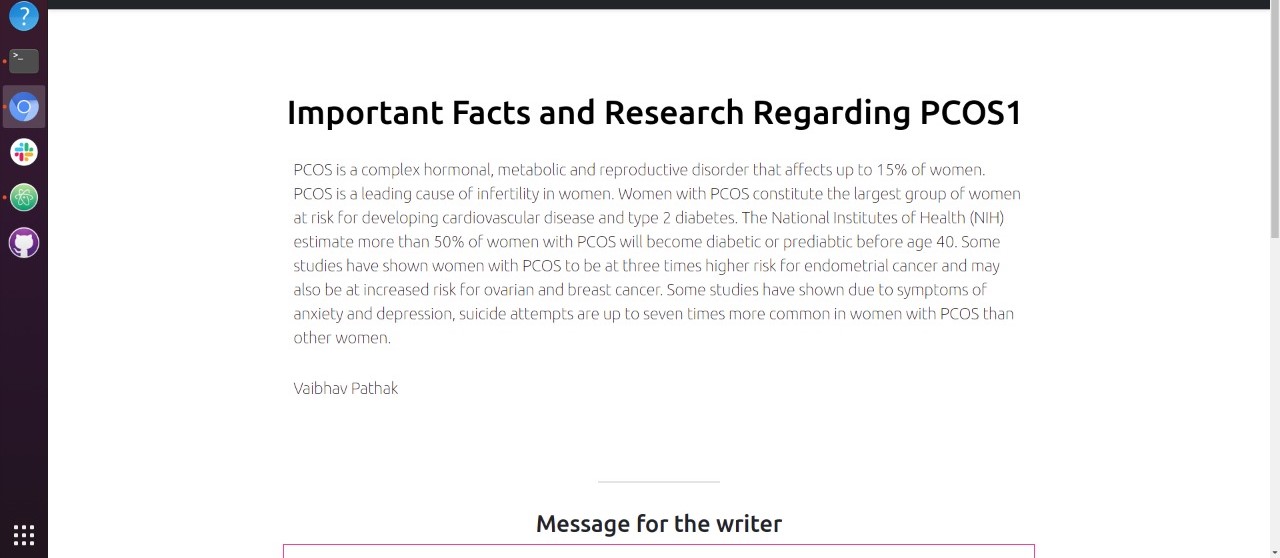 Important Facts and Research Regarding PCOS1
PCOS is a complex hormonal, metabolic and reproductive disorder that affects up to 15% of women.
PCOS is a leading cause of infertility in women. Women with PCOS constitute the largest group of women
at risk for developing cardiovascular disease and type 2 diabetes. The National Institutes of Health (NIH)
estimate more than 50% of women with PCOS will become diabetic or prediabtic before age 40. Some
studies have shown women with PCOS to be at three times higher risk for endometrial cancer and may
also be at increased risk for ovarian and breast cancer. Some studies have shown due to symptoms of
anxiety and depression, suicide attempts are up to seven times more common in women with PCOS than
other women.
Vaibhav Pathak
Message for the writer